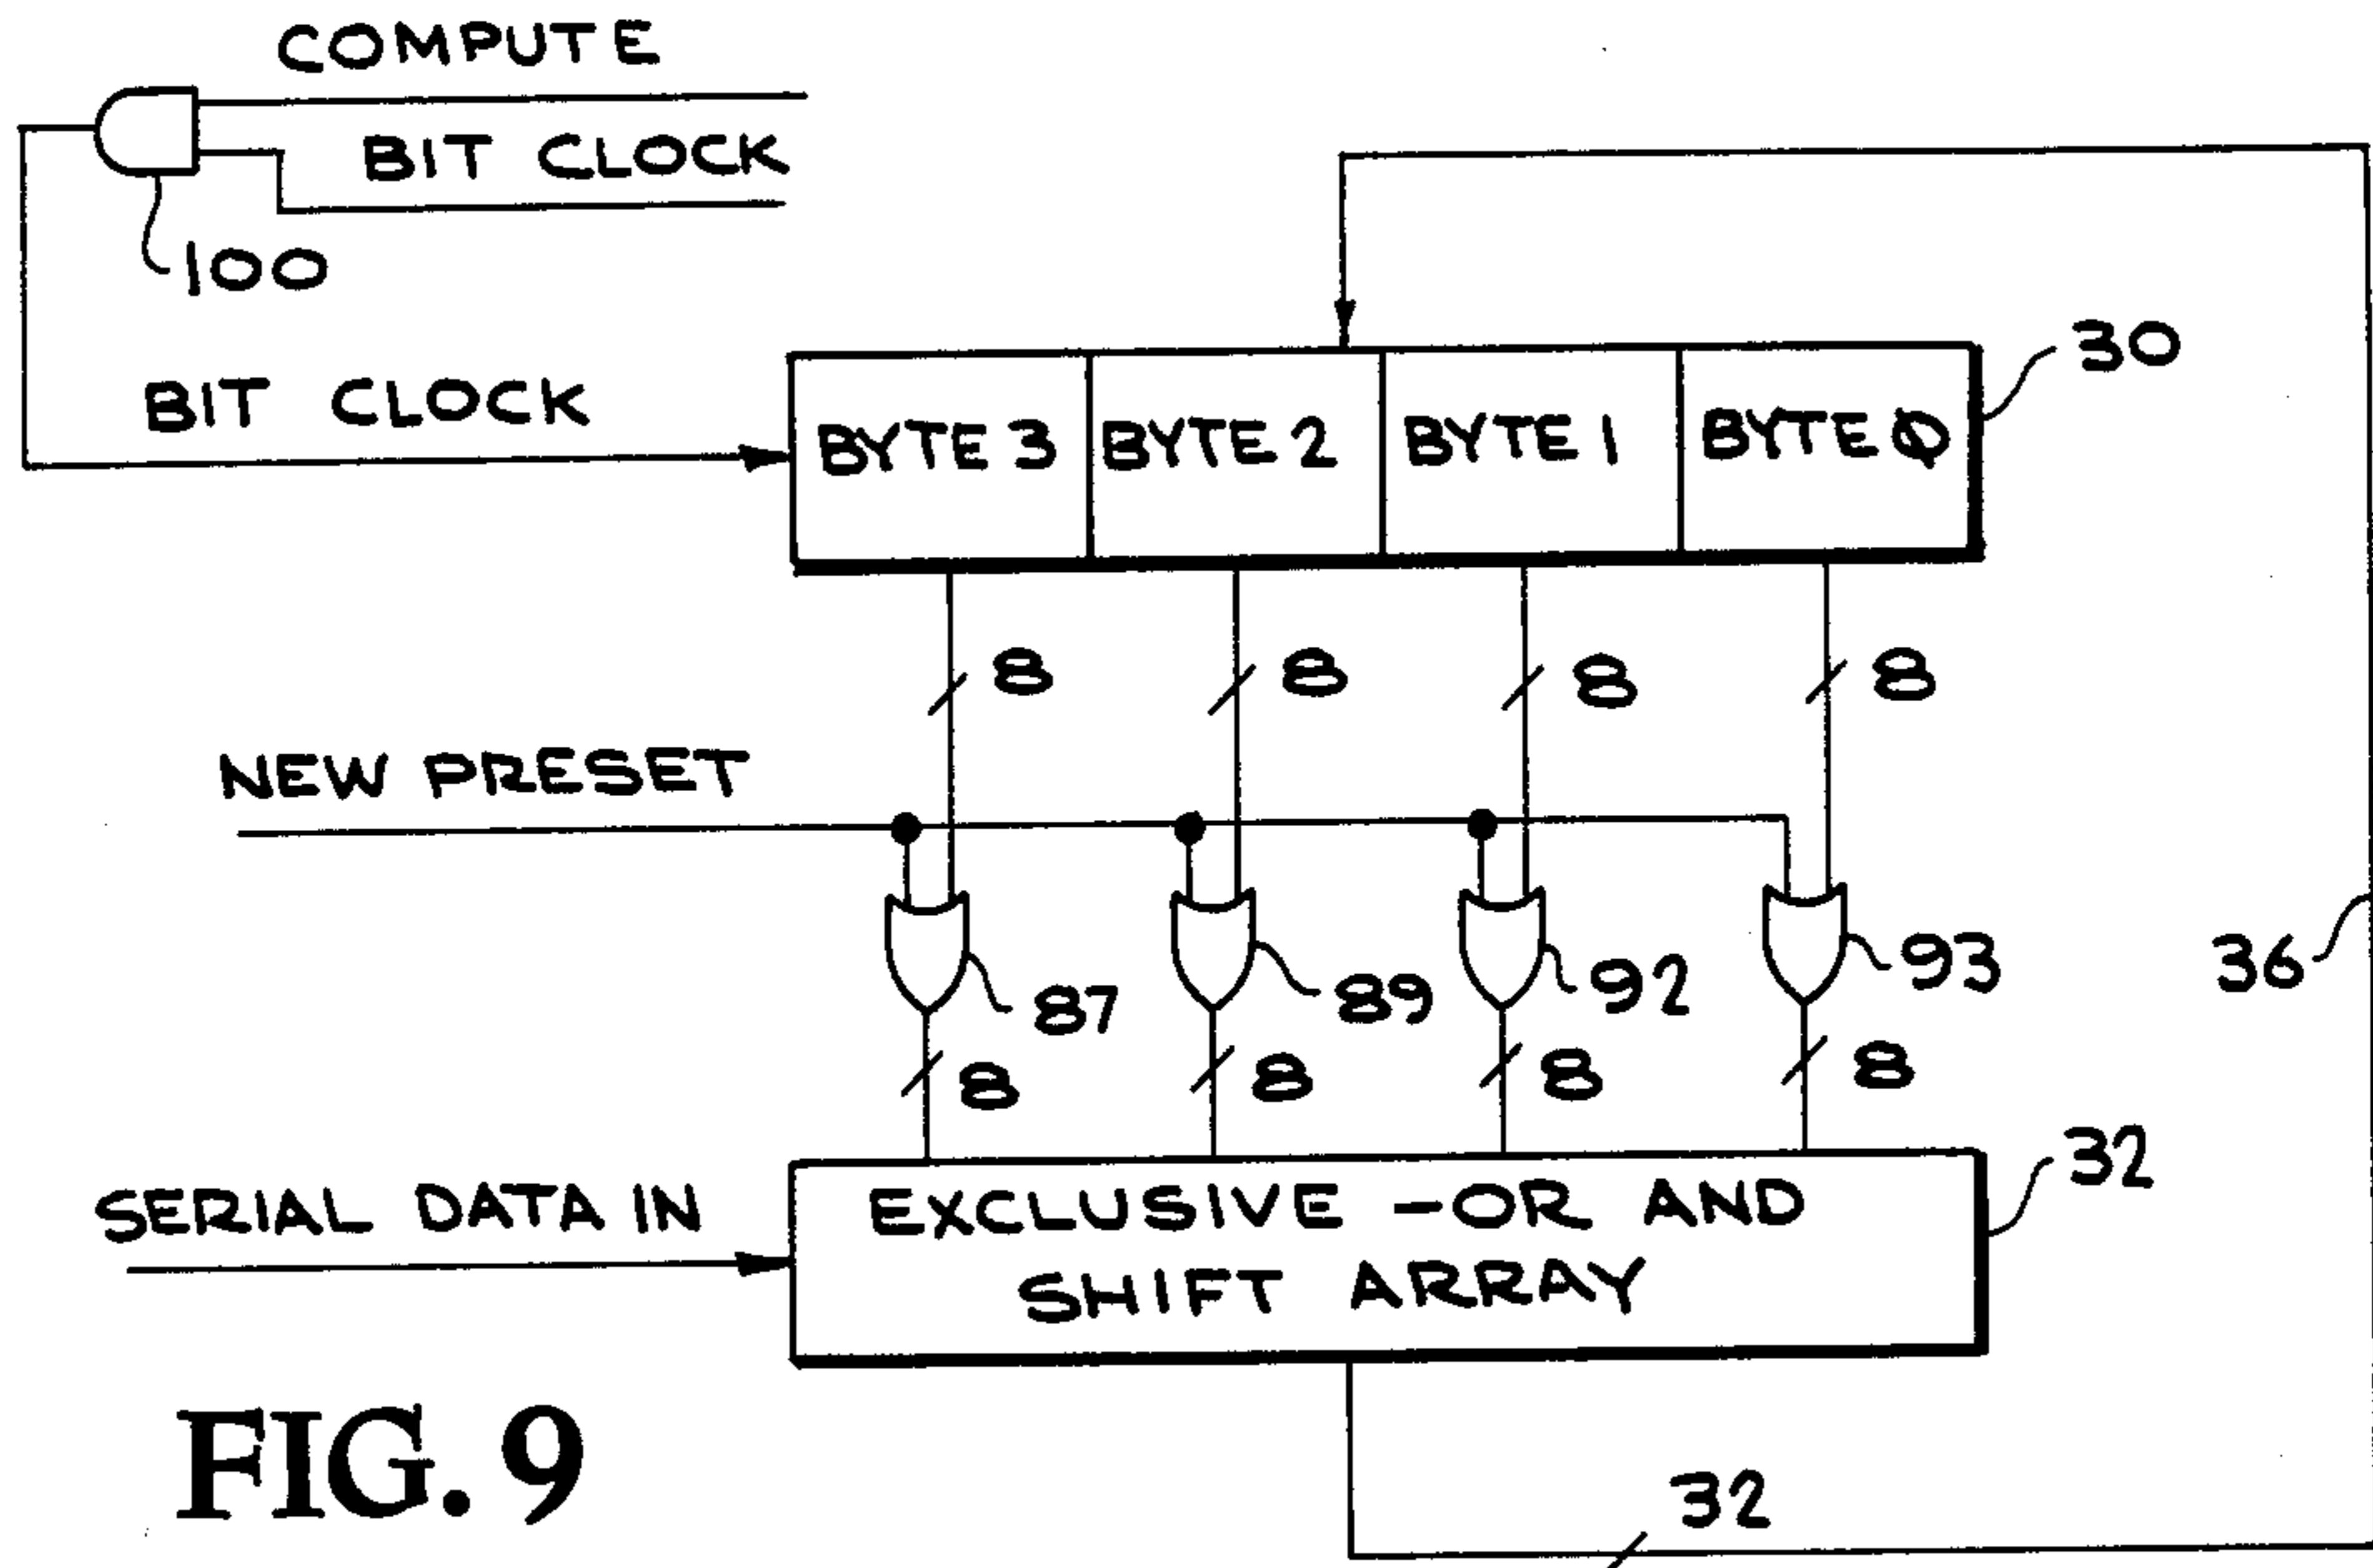 COMPUTE
BIT CLOCK
100
30
BIT CLOCK
BYTE 3
BYTE 2
BYTE 1
BYTE 0
8
8
8
8
NEW PRESET
87
89
92
93
36
8
8
8
8
32
SERIAL DATA IN
EXCLUSIVE -OR AND
SHIFT ARRAY
FIG. 9
32